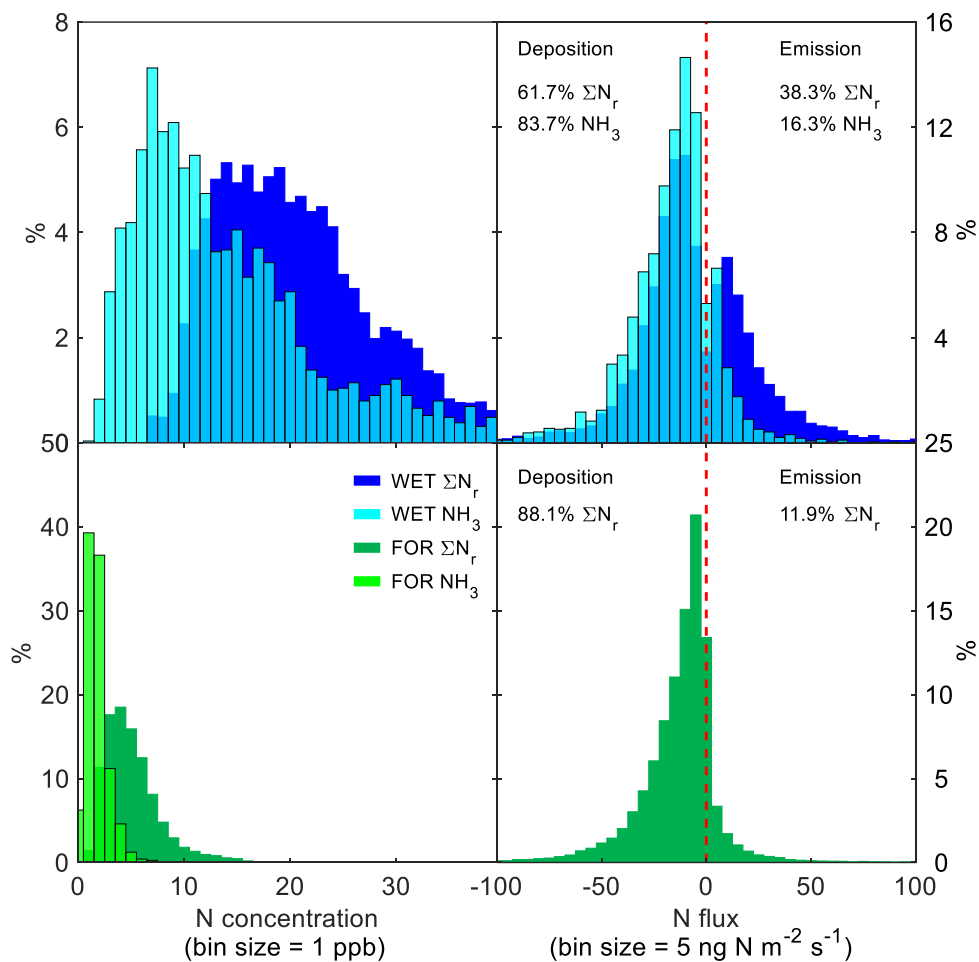 8
6
4
2
%
Deposition
61.7% ΣNr
83.7% NH3
Emission
38.3% ΣNr
16.3% NH3
16
12
8
4
%
50
40
30
20
10
0
%
WET ΣNr
WET NH3
FOR ΣNr
FOR NH3
Deposition
88.1% ΣNr
Emission
11.9% ΣNr
25
20
15
10
5
0
%
0 10 20 30
-100 -50 0 50 100
N concentration
(bin size = 1 ppb)
N flux
(bin size = 5 ng N m-2 s-1)